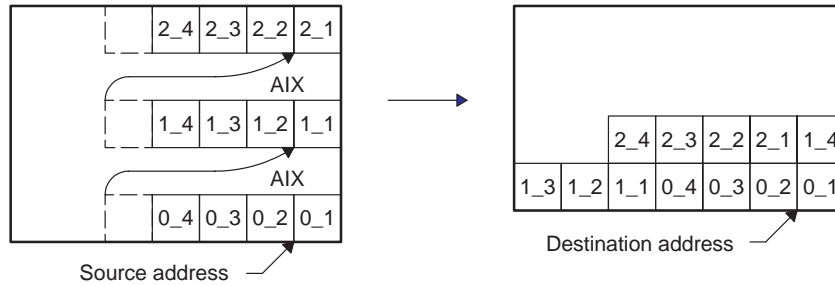 2_4 2_3 2_2 2_1
AIX
1_4 1_3 1_2 1_1
AIX
0_4 0_3 0_2 0_1
Source address
2_4 2_3 2_2 2_1 1_4
1_3 1_2 1_1 0_4 0_3 0_2 0_1
Destination address